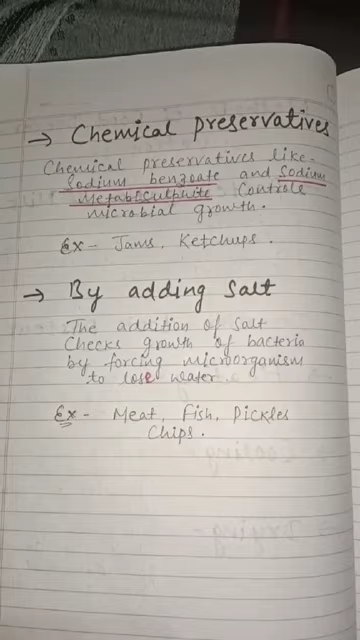 → Chemical preservatives
Chemical preservatives like-
Sodium benzoate and Sodium
Metabisulphite Controls
microbial growth.
Ex- Jams, Ketchups.
→ By adding Salt
The addition of Salt
Checks growth of bacteria
by forcing microorganism
to lose water.
Ex- Meat, Fish, Pickles
Chips.